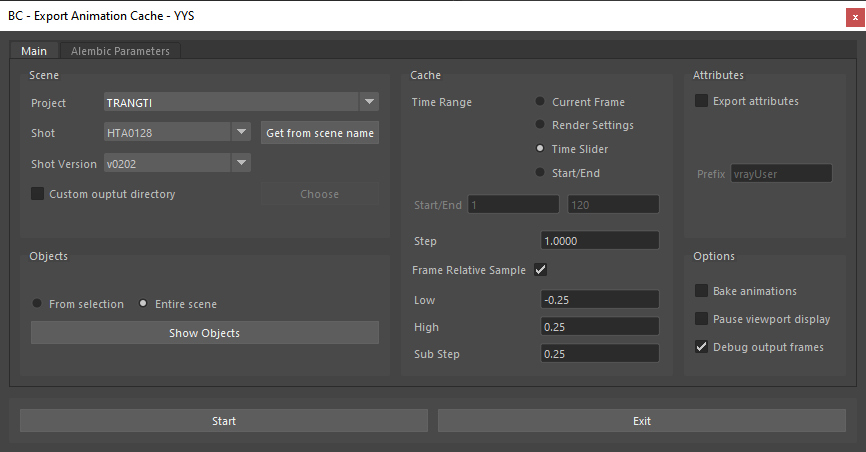 BC - Export Animation Cache - YYS
x
Main
Alembic Parameters
Scene
Project
TRANGTI
Shot
HTA0128
Get from scene name
Shot Version
v0202
Custom ouptut directory
Choose
Objects
From selection
Entire scene
Show Objects
Cache
Time Range
Current Frame
Render Settings
Time Slider
Start/End
Start/End
1
120
Step
1.0000
Frame Relative Sample
Low
-0.25
High
0.25
Sub Step
0.25
Attributes
Export attributes
Prefix
vrayUser
Options
Bake animations
Pause viewport display
Debug output frames
Start
Exit